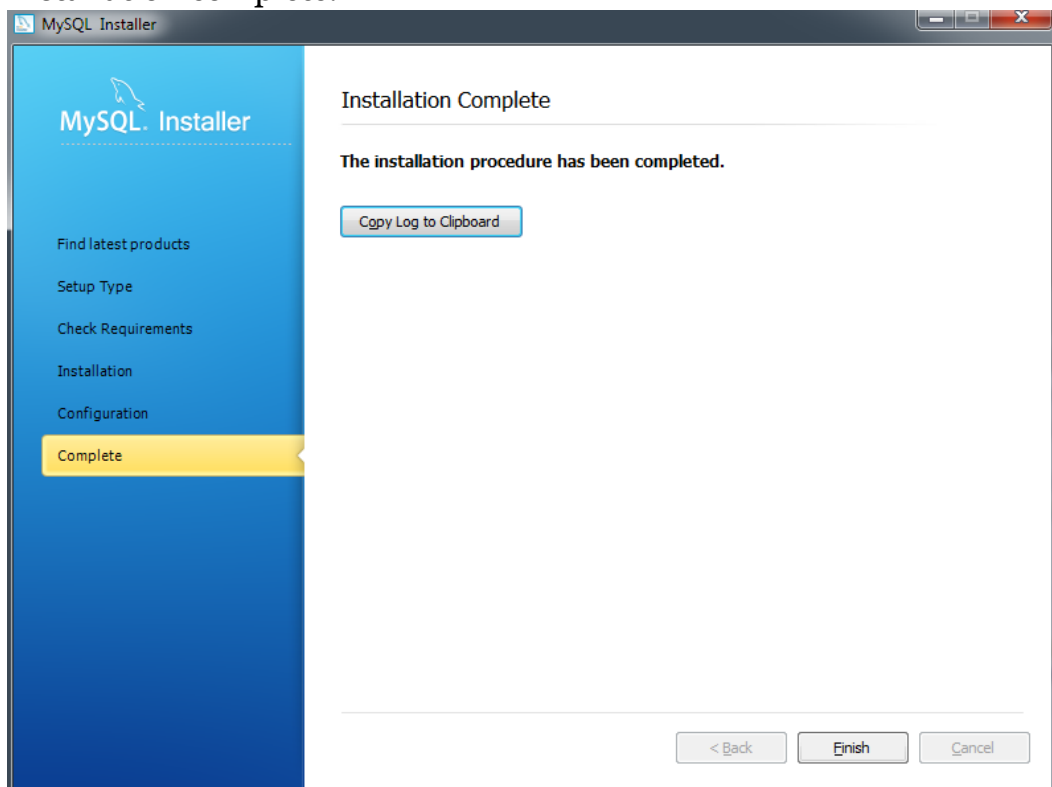 MySQL Installer
MySQL. Installer
Installation Complete
The installation procedure has been completed.
Copy Log to Clipboard
Find latest products
Setup Type
Check Requirements
Installation
Configuration
Complete
< Back
Finish
Cancel